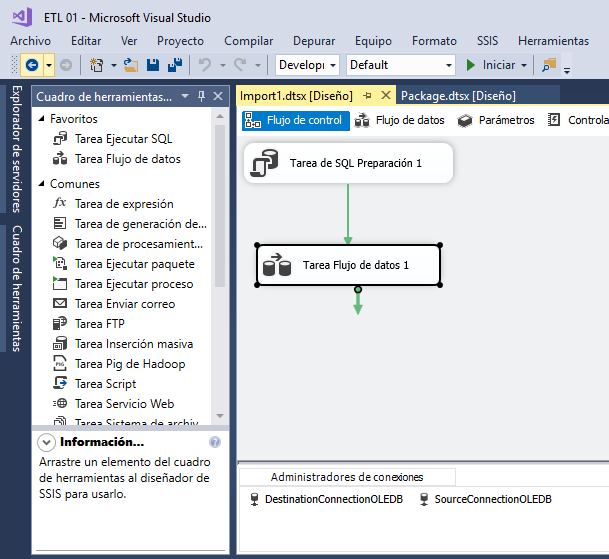 ETL 01 - Microsoft Visual Studio
Archivo Editar Ver Proyecto Compilar Depurar Equipo Formato SSIS Herramientas
Developi Default Iniciar
Explorador de servidores
Cuadro de herramientas
Cuadro de herramientas...
Favoritos
Tarea Ejecutar SQL
Tarea Flujo de datos
Comunes
Tarea de expresión
Tarea de generación de...
Tarea de procesamient...
Tarea Ejecutar paquete
Tarea Ejecutar proceso
Tarea Enviar correo
Tarea FTP
Tarea Inserción masiva
Tarea Pig de Hadoop
Tarea Script
Tarea Servicio Web
Tarea Sistema de archiv
Información...
Arrastre un elemento del cuadro
de herramientas al diseñador de
SSIS para usarlo.
Import1.dtsx [Diseño] Package.dtsx [Diseño]
Flujo de control Flujo de datos Parámetros Controla
Tarea de SQL Preparación 1
Tarea Flujo de datos 1
Administradores de conexiones
DestinationConnectionOLEDB SourceConnectionOLEDB